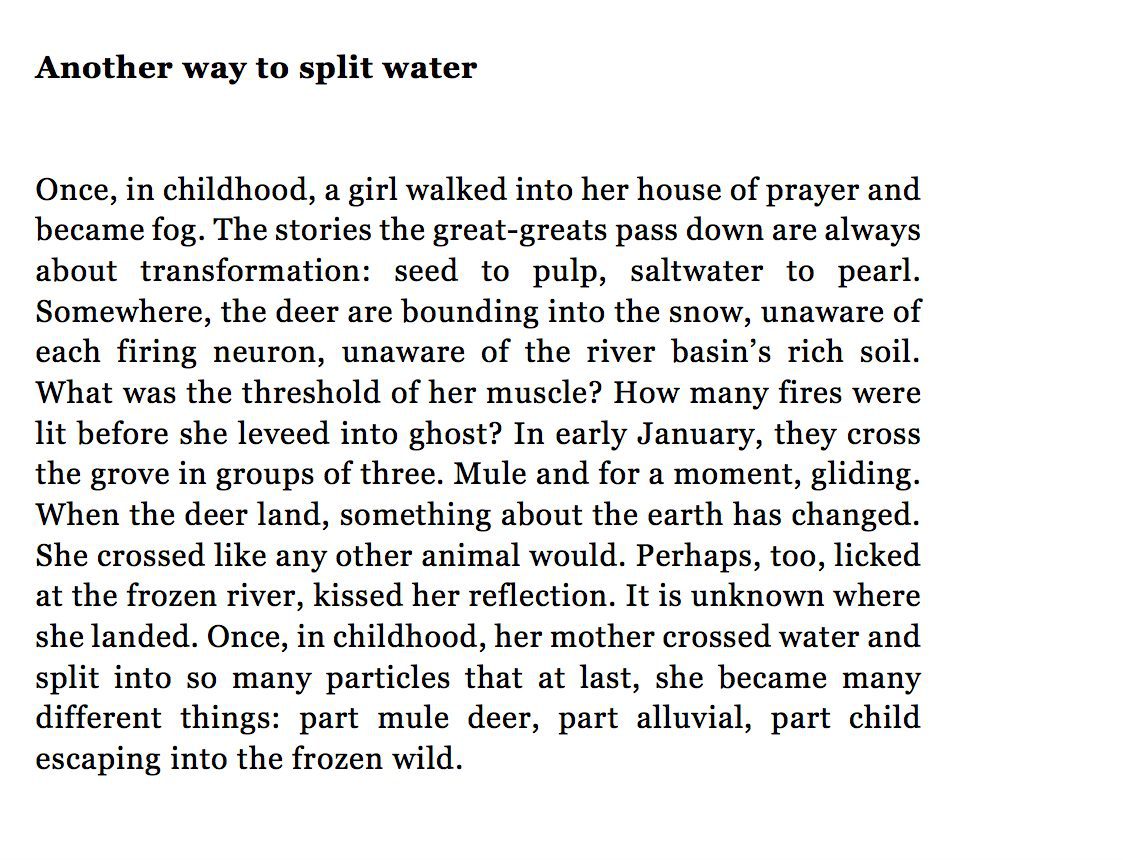 Another way to split water
Once, in childhood, a girl walked into her house of prayer and
became fog. The stories the great-greats pass down are always
about transformation: seed to pulp, saltwater to pearl.
Somewhere, the deer are bounding into the snow, unaware of
each firing neuron, unaware of the river basin’s rich soil.
What was the threshold of her muscle? How many fires were
lit before she leveed into ghost? In early January, they cross
the grove in groups of three. Mule and for a moment, gliding.
When the deer land, something about the earth has changed.
She crossed like any other animal would. Perhaps, too, licked
at the frozen river, kissed her reflection. It is unknown where
she landed. Once, in childhood, her mother crossed water and
split into so many particles that at last, she became many
different things: part mule deer, part alluvial, part child
escaping into the frozen wild.